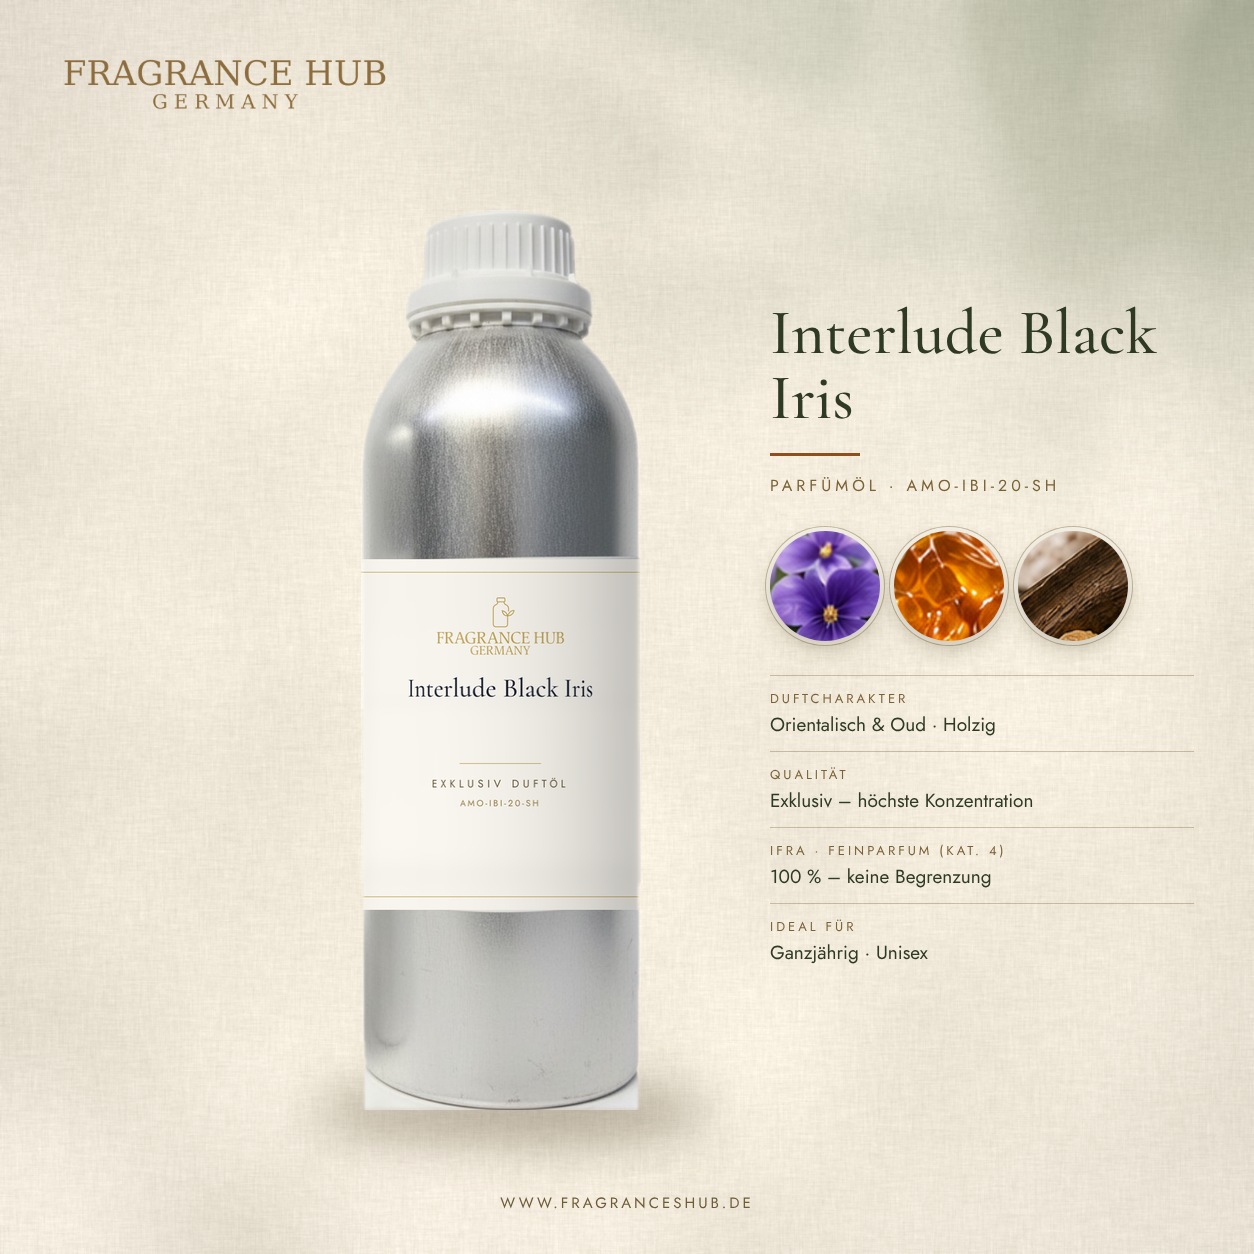 FRAGRANCE HUB
GERMANY
Interlude Black
Iris
PARFÜMÖL · AMO-IBI-20-SH
FRAGRANCE HUB
GERMANY
Interlude Black Iris
EXKLUSIV DUFTÖL
AMO-IBI-20-SH
DUFTCHARAKTER
Orientalisch & Oud · Holzig
QUALITÄT
Exklusiv – höchste Konzentration
IFRA · FEINPARFUM (KAT. 4)
100 % – keine Begrenzung
IDEAL FÜR
Ganzjährig · Unisex
WWW.FRAGRANCESHUB.DE